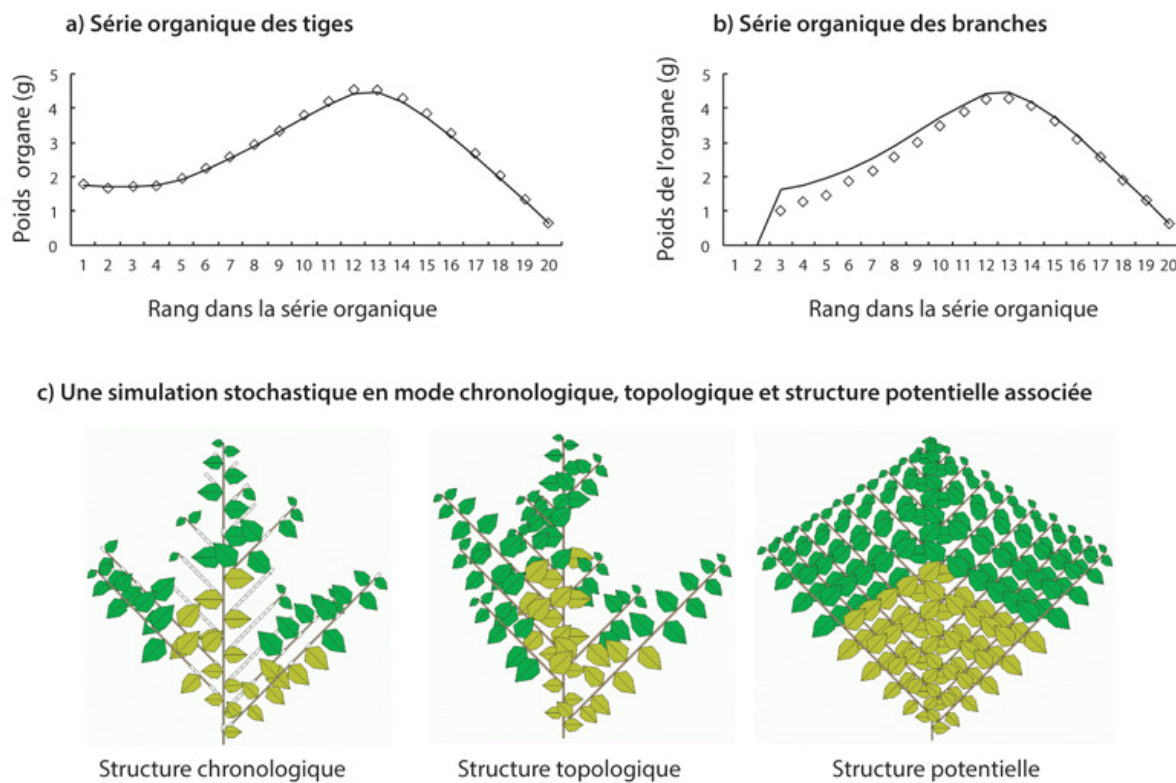 a) Série organique des tiges
Poids organe (g)
5
4
3
2
1
0
1 2 3 4 5 6 7 8 9 10 11 12 13 14 15 16 17 18 19 20
Rang dans la série organique
b) Série organique des branches
Poids de l'organe (g)
5
4
3
2
1
0
1 2 3 4 5 6 7 8 9 10 11 12 13 14 15 16 17 18 19 20
Rang dans la série organique
c) Une simulation stochastique en mode chronologique, topologique et structure potentielle associée
Structure chronologique
Structure topologique
Structure potentielle